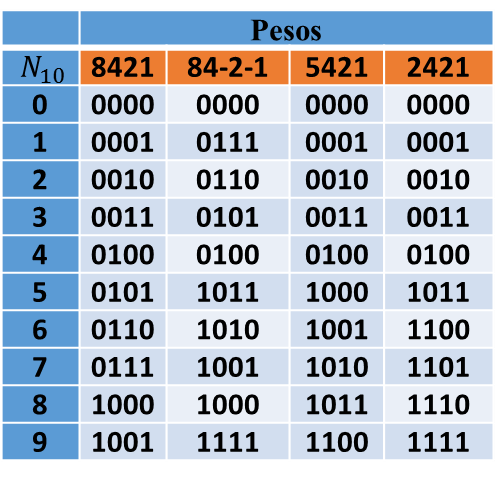 Pesos
N10 8421 84-2-1 5421 2421
0 0000 0000 0000 0000
1 0001 0111 0001 0001
2 0010 0110 0010 0010
3 0011 0101 0011 0011
4 0100 0100 0100 0100
5 0101 1011 1000 1011
6 0110 1010 1001 1100
7 0111 1001 1010 1101
8 1000 1000 1011 1110
9 1001 1111 1100 1111